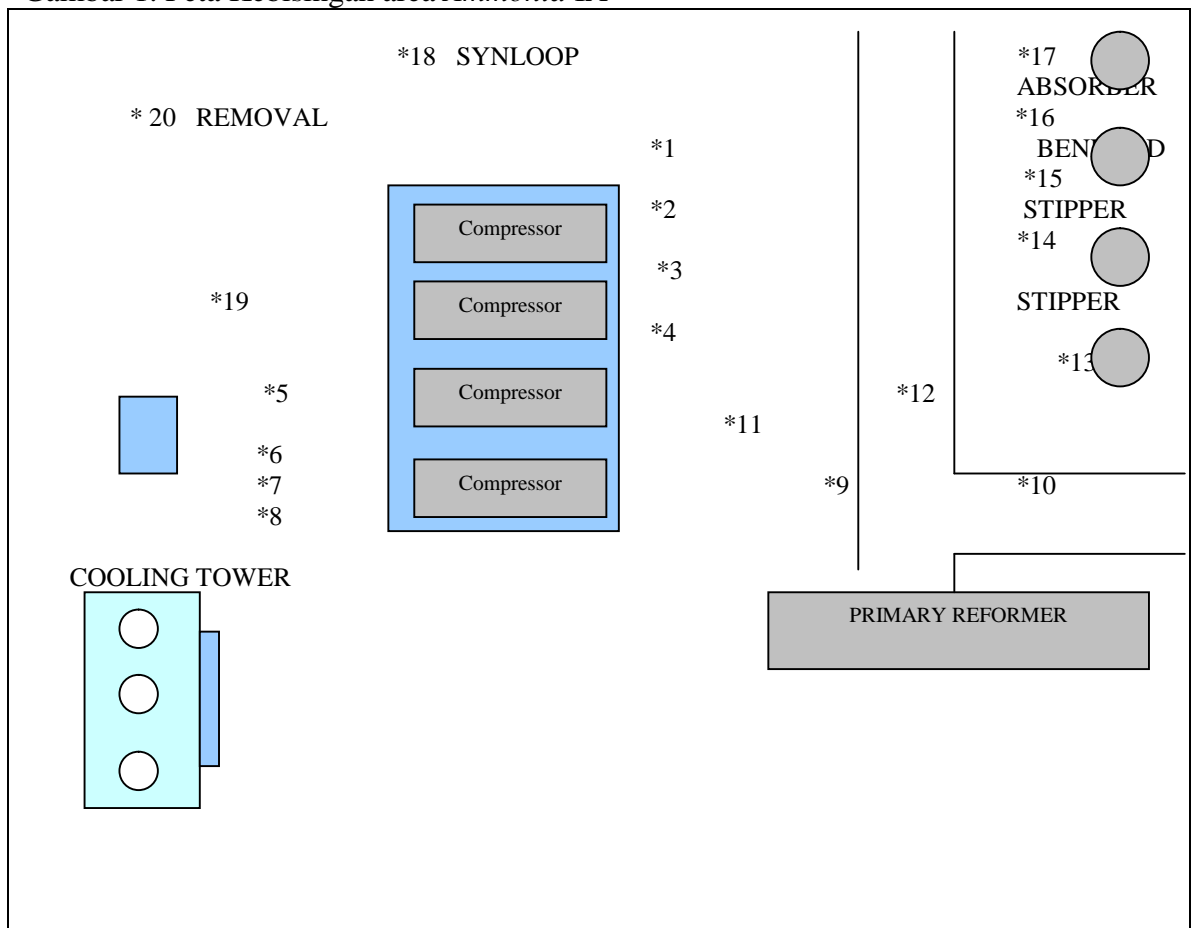 *18 SYNLOOP
*17
ABSORBER
* 20 REMOVAL
*16
*1
*15
*2
STIPPER
Compressor
*14
*3
*19
Compressor
STIPPER
*4
*13
*5
Compressor
*12
*11
*6
*7
Compressor
*9
*10
*8
COOLING TOWER
PRIMARY REFORMER